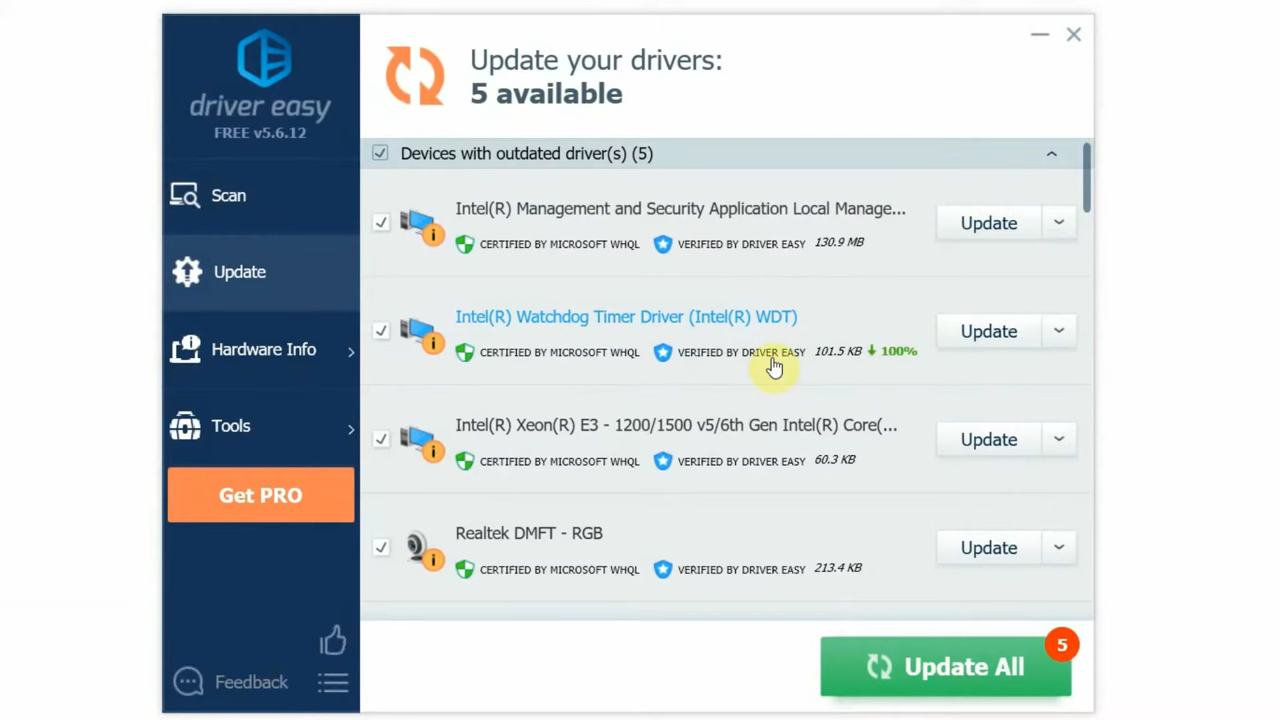 driver easy
FREE v5.6.12
Scan
Update
Hardware Info
Tools
Get PRO
Feedback
Update your drivers:
5 available
Devices with outdated driver(s) (5)
Intel(R) Management and Security Application Local Manage...
CERTIFIED BY MICROSOFT WHQL VERIFIED BY DRIVER EASY 130.9 MB
Update
Intel(R) Watchdog Timer Driver (Intel(R) WDT)
CERTIFIED BY MICROSOFT WHQL VERIFIED BY DRIVER EASY 101.5 KB 100%
Update
Intel(R) Xeon(R) E3 - 1200/1500 v5/6th Gen Intel(R) Core(...
CERTIFIED BY MICROSOFT WHQL VERIFIED BY DRIVER EASY 60.3 KB
Update
Realtek DMFT - RGB
CERTIFIED BY MICROSOFT WHQL VERIFIED BY DRIVER EASY 213.4 KB
Update
Update All
5